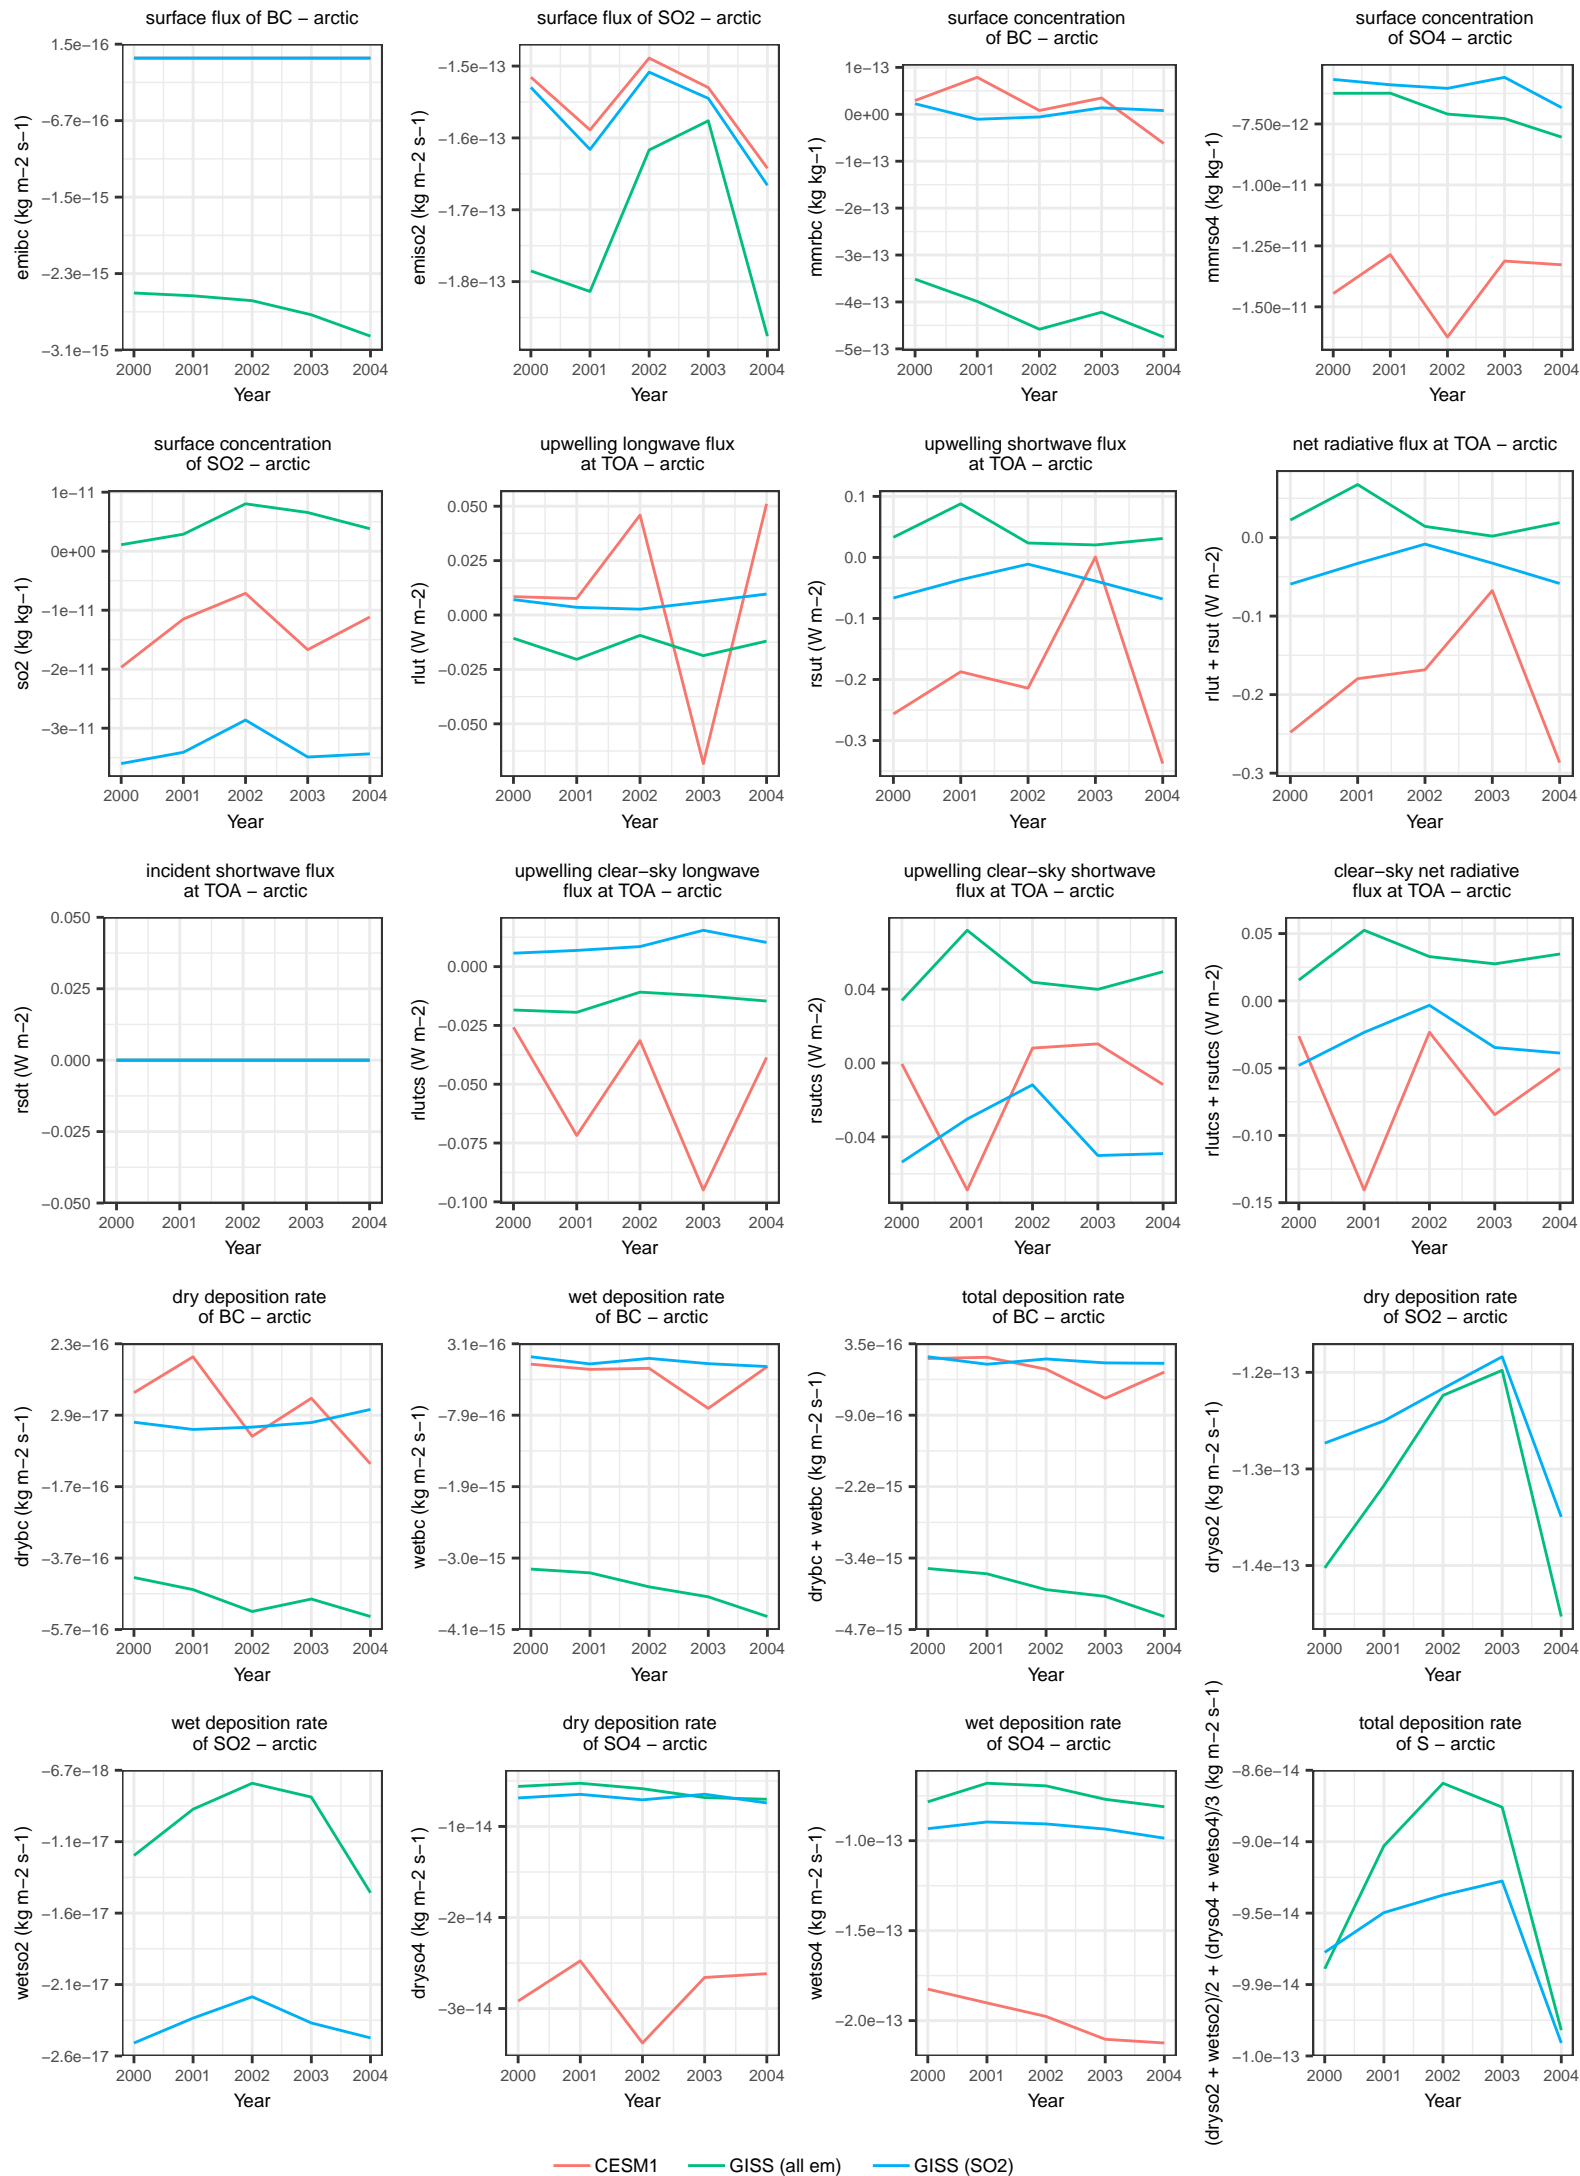 surface flux of BC − arctic
1.5e−16
−6.7e−16
−1.5e−15
−2.3e−15
−3.1e−15
emibc (kg m−2 s−1)
2000 2001 2002 2003 2004
Year
surface flux of SO2 − arctic
−1.5e−13
−1.6e−13
−1.7e−13
−1.8e−13
emiso2 (kg m−2 s−1)
2000 2001 2002 2003 2004
Year
surface concentration
of BC − arctic
1e−13
0e+00
−1e−13
−2e−13
−3e−13
−4e−13
−5e−13
mmrbc (kg kg−1)
2000 2001 2002 2003 2004
Year
surface concentration
of SO4 − arctic
−7.50e−12
−1.00e−11
−1.25e−11
−1.50e−11
mmrso4 (kg kg−1)
2000 2001 2002 2003 2004
Year
surface concentration
of SO2 − arctic
1e−11
0e+00
−1e−11
−2e−11
−3e−11
so2 (kg kg−1)
2000 2001 2002 2003 2004
Year
upwelling longwave flux
at TOA − arctic
0.050
0.025
0.000
−0.025
−0.050
rlut (W m−2)
2000 2001 2002 2003 2004
Year
upwelling shortwave flux
at TOA − arctic
0.1
0.0
−0.1
−0.2
−0.3
rsut (W m−2)
2000 2001 2002 2003 2004
Year
net radiative flux at TOA − arctic
0.0
−0.1
−0.2
−0.3
rlut + rsut (W m−2)
2000 2001 2002 2003 2004
Year
incident shortwave flux
at TOA − arctic
0.050
0.025
0.000
−0.025
−0.050
rsdt (W m−2)
2000 2001 2002 2003 2004
Year
upwelling clear−sky longwave
flux at TOA − arctic
0.000
−0.025
−0.050
−0.075
−0.100
rlutcs (W m−2)
2000 2001 2002 2003 2004
Year
upwelling clear−sky shortwave
flux at TOA − arctic
0.04
0.00
−0.04
rsutcs (W m−2)
2000 2001 2002 2003 2004
Year
clear−sky net radiative
flux at TOA − arctic
0.05
0.00
−0.05
−0.10
−0.15
rlutcs + rsutcs (W m−2)
2000 2001 2002 2003 2004
Year
dry deposition rate
of BC − arctic
2.3e−16
2.9e−17
−1.7e−16
−3.7e−16
−5.7e−16
drybc (kg m−2 s−1)
2000 2001 2002 2003 2004
Year
wet deposition rate
of BC − arctic
3.1e−16
−7.9e−16
−1.9e−15
−3.0e−15
−4.1e−15
wetbc (kg m−2 s−1)
2000 2001 2002 2003 2004
Year
total deposition rate
of BC − arctic
3.5e−16
−9.0e−16
−2.2e−15
−3.4e−15
−4.7e−15
drybc + wetbc (kg m−2 s−1)
2000 2001 2002 2003 2004
Year
dry deposition rate
of SO2 − arctic
−1.2e−13
−1.3e−13
−1.4e−13
dryso2 (kg m−2 s−1)
2000 2001 2002 2003 2004
Year
wet deposition rate
of SO2 − arctic
−6.7e−18
−1.1e−17
−1.6e−17
−2.1e−17
−2.6e−17
wetso2 (kg m−2 s−1)
2000 2001 2002 2003 2004
Year
dry deposition rate
of SO4 − arctic
−1e−14
−2e−14
−3e−14
dryso4 (kg m−2 s−1)
2000 2001 2002 2003 2004
Year
wet deposition rate
of SO4 − arctic
−1.0e−13
−1.5e−13
−2.0e−13
wetso4 (kg m−2 s−1)
2000 2001 2002 2003 2004
Year
total deposition rate
of S − arctic
−8.6e−14
−9.0e−14
−9.5e−14
−9.9e−14
−1.0e−13
(dryso2 + wetso2)/2 + (dryso4 + wetso4)/3 (kg m−2 s−1)
2000 2001 2002 2003 2004
Year
CESM1 GISS (all em) GISS (SO2)